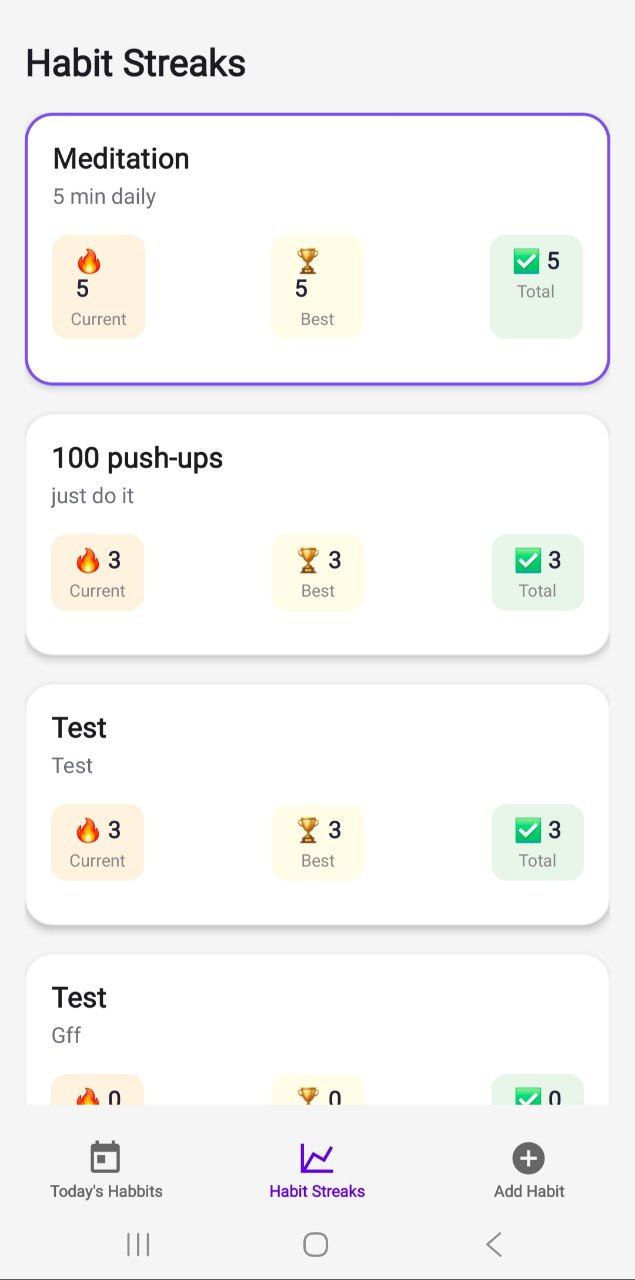 Habit Streaks
Meditation
5 min daily
🔥
5
Current
🏆
5
Best
✅ 5
Total
100 push-ups
just do it
🔥 3
Current
🏆 3
Best
✅ 3
Total
Test
Test
🔥 3
Current
🏆 3
Best
✅ 3
Total
Test
Gff
🔥 0
🏆 0
✅ 0
Today's Habbits
Habit Streaks
Add Habit